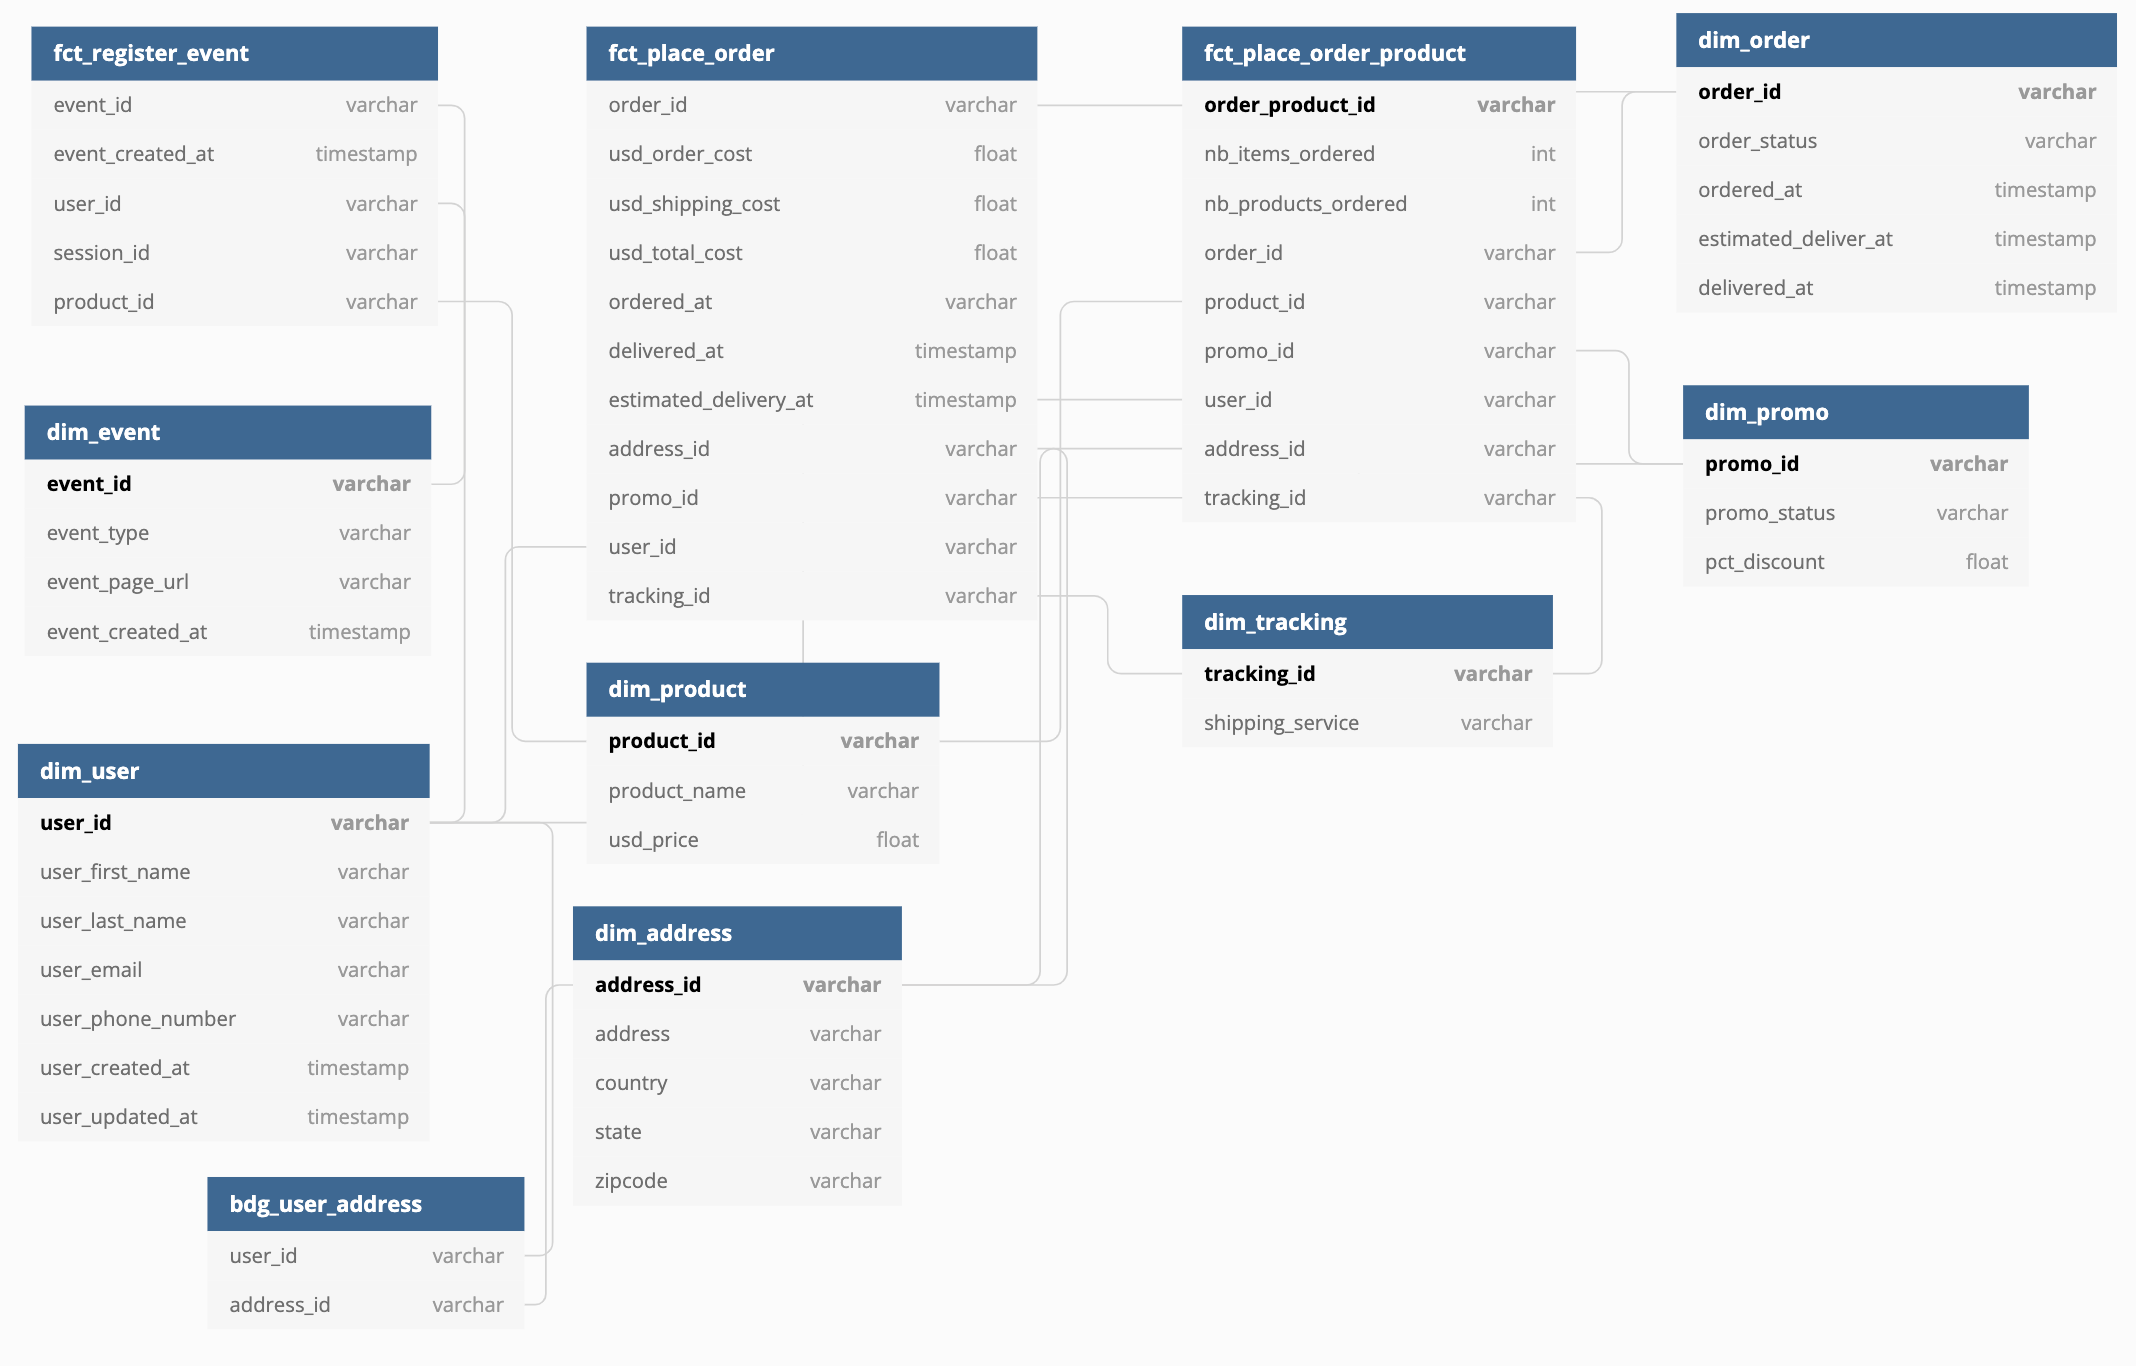 fct_register_event
event_id varchar
event_created_at timestamp
user_id varchar
session_id varchar
product_id varchar
fct_place_order
order_id varchar
usd_order_cost float
usd_shipping_cost float
usd_total_cost float
ordered_at varchar
delivered_at timestamp
estimated_delivery_at timestamp
address_id varchar
promo_id varchar
user_id varchar
tracking_id varchar
fct_place_order_product
order_product_id varchar
nb_items_ordered int
nb_products_ordered int
order_id varchar
product_id varchar
promo_id varchar
user_id varchar
address_id varchar
tracking_id varchar
dim_order
order_id varchar
order_status varchar
ordered_at timestamp
estimated_deliver_at timestamp
delivered_at timestamp
dim_event
event_id varchar
event_type varchar
event_page_url varchar
event_created_at timestamp
dim_promo
promo_id varchar
promo_status varchar
pct_discount float
dim_tracking
tracking_id varchar
shipping_service varchar
dim_product
product_id varchar
product_name varchar
usd_price float
dim_user
user_id varchar
user_first_name varchar
user_last_name varchar
user_email varchar
user_phone_number varchar
user_created_at timestamp
user_updated_at timestamp
dim_address
address_id varchar
address varchar
country varchar
state varchar
zipcode varchar
bdg_user_address
user_id varchar
address_id varchar